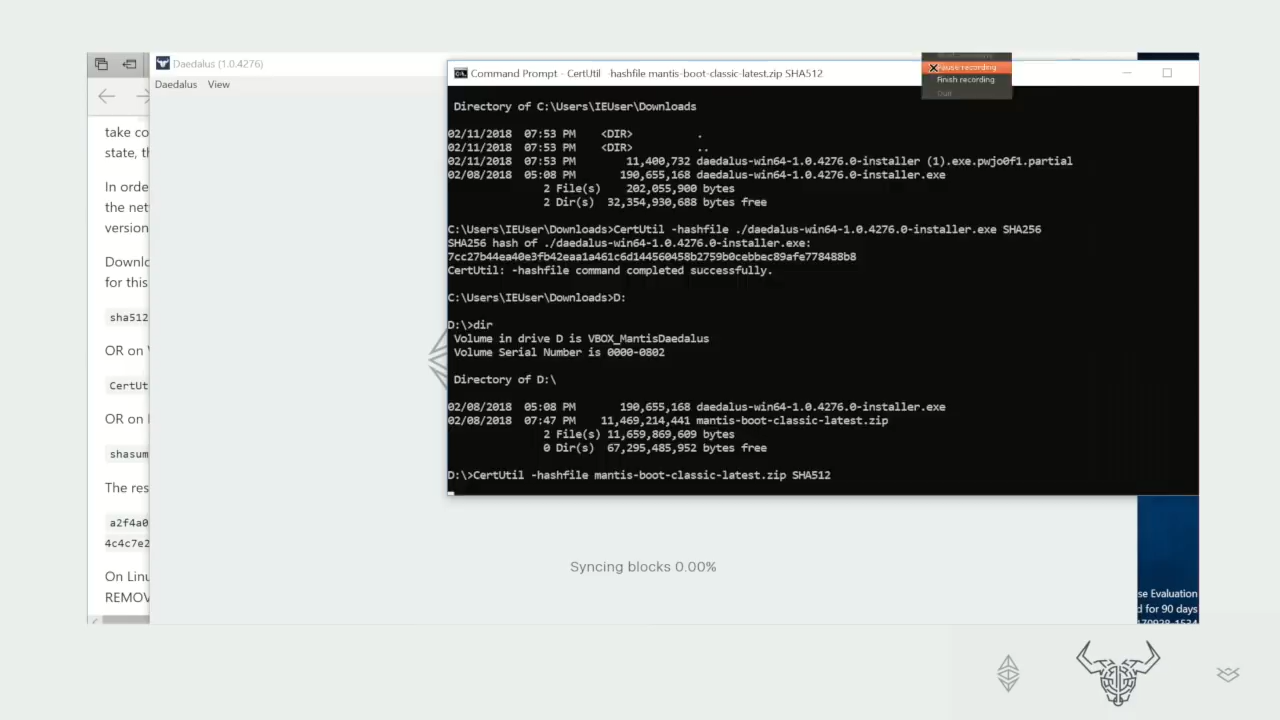 Daedalus (1.0.4276)
Daedalus View
take co
state, th
In orde
the net
version
Downlo
for this
sha512
OR on
CertUt
OR on
shasum
The res
a2f4a0
4c4c7e2
On Linu
REMOV
Command Prompt - CertUtil -hashfile mantis-boot-classic-latest.zip SHA512
Pause recording
Finish recording
Quit
Directory of C:\Users\IEUser\Downloads
02/11/2018 07:53 PM <DIR> .
02/11/2018 07:53 PM <DIR> ..
02/11/2018 07:53 PM 11,400,732 daedalus-win64-1.0.4276.0-installer (1).exe.pwjo0f1.partial
02/08/2018 05:08 PM 190,655,168 daedalus-win64-1.0.4276.0-installer.exe
2 File(s) 202,055,900 bytes
2 Dir(s) 32,354,930,688 bytes free
C:\Users\IEUser\Downloads>CertUtil -hashfile ./daedalus-win64-1.0.4276.0-installer.exe SHA256
SHA256 hash of ./daedalus-win64-1.0.4276.0-installer.exe:
7cc27b44ea40e3fb42eaa1a461c6d144560458b2759b0cebbec89afe778488b8
CertUtil: -hashfile command completed successfully.
C:\Users\IEUser\Downloads>D:
D:\>dir
Volume in drive D is VBOX_MantisDaedalus
Volume Serial Number is 0000-0802
Directory of D:\
02/08/2018 05:08 PM 190,655,168 daedalus-win64-1.0.4276.0-installer.exe
02/08/2018 07:47 PM 11,469,214,441 mantis-boot-classic-latest.zip
2 File(s) 11,659,869,609 bytes
0 Dir(s) 67,295,485,952 bytes free
D:\>CertUtil -hashfile mantis-boot-classic-latest.zip SHA512
Syncing blocks 0.00%
se Evaluation
d for 90 days
170928-1534